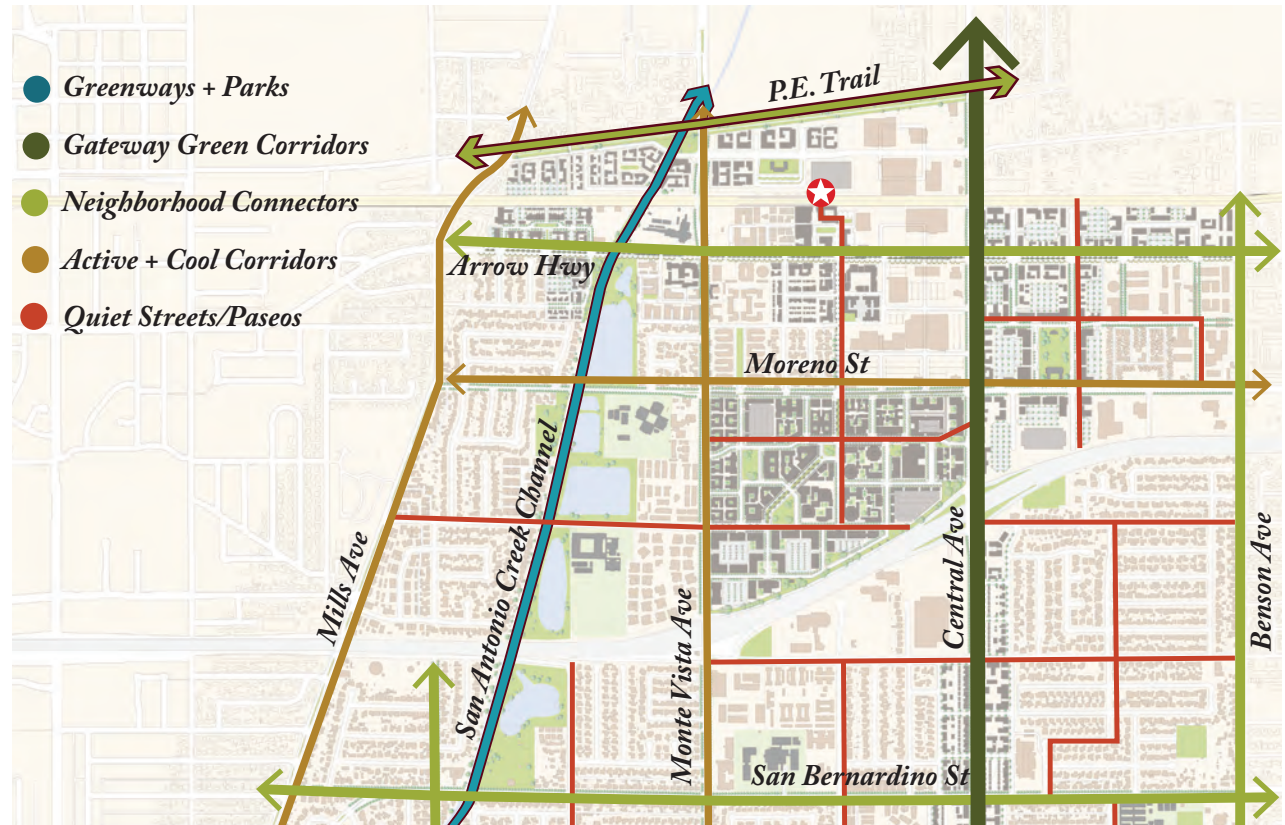 Greenways + Parks
Gateway Green Corridors
Neighborhood Connectors
Active + Cool Corridors
Quiet Streets/Paseos
P.E. Trail
Arrow Hwy
Moreno St
Mills Ave
San Antonio Creek Channel
Monte Vista Ave
Central Ave
Benson Ave
San Bernardino St